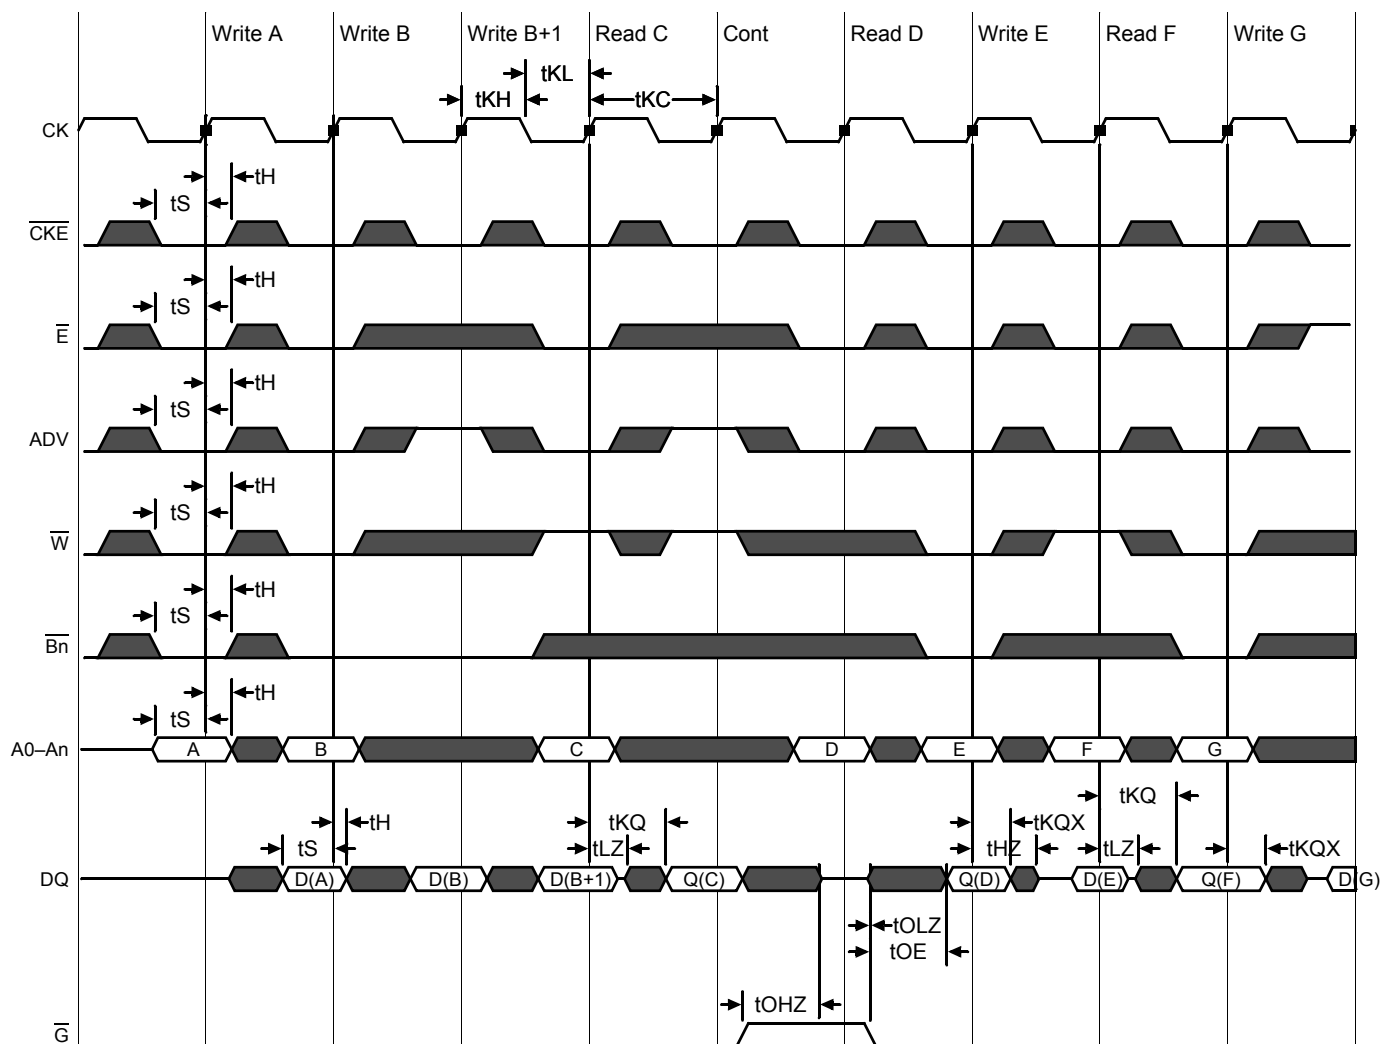 Write A Write B Write B+1 Read C Cont Read D Write E Read F Write G
tKL
tKH tKC
CK
tH
tS
CKE
tH
tS
E
tH
tS
ADV
tH
tS
W
tH
tS
Bn
tH
tS
A0–An A B C D E F G
tKQ
tH tKQ tKQX
tS tLZ tHZ tLZ tKQX
DQ D(A) D(B) D(B+1) Q(C) Q(D) D(E) Q(F) D(G)
tOLZ
tOE
tOHZ
G